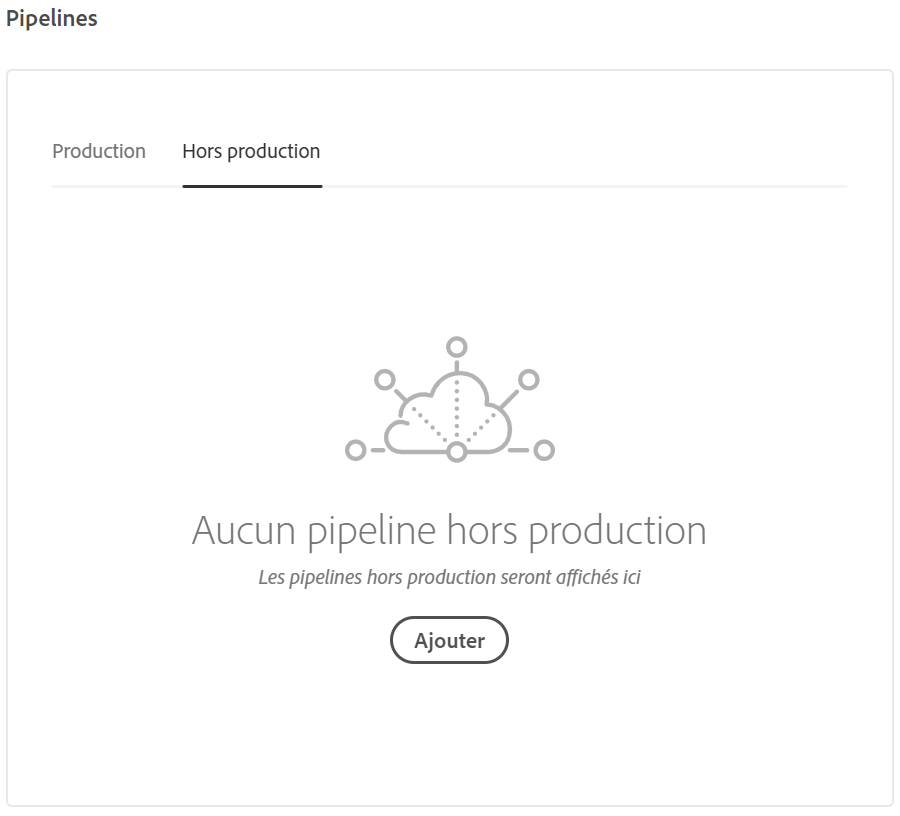 Pipelines
Production
Hors production
Aucun pipeline hors production
Les pipelines hors production seront affichés ici
Ajouter